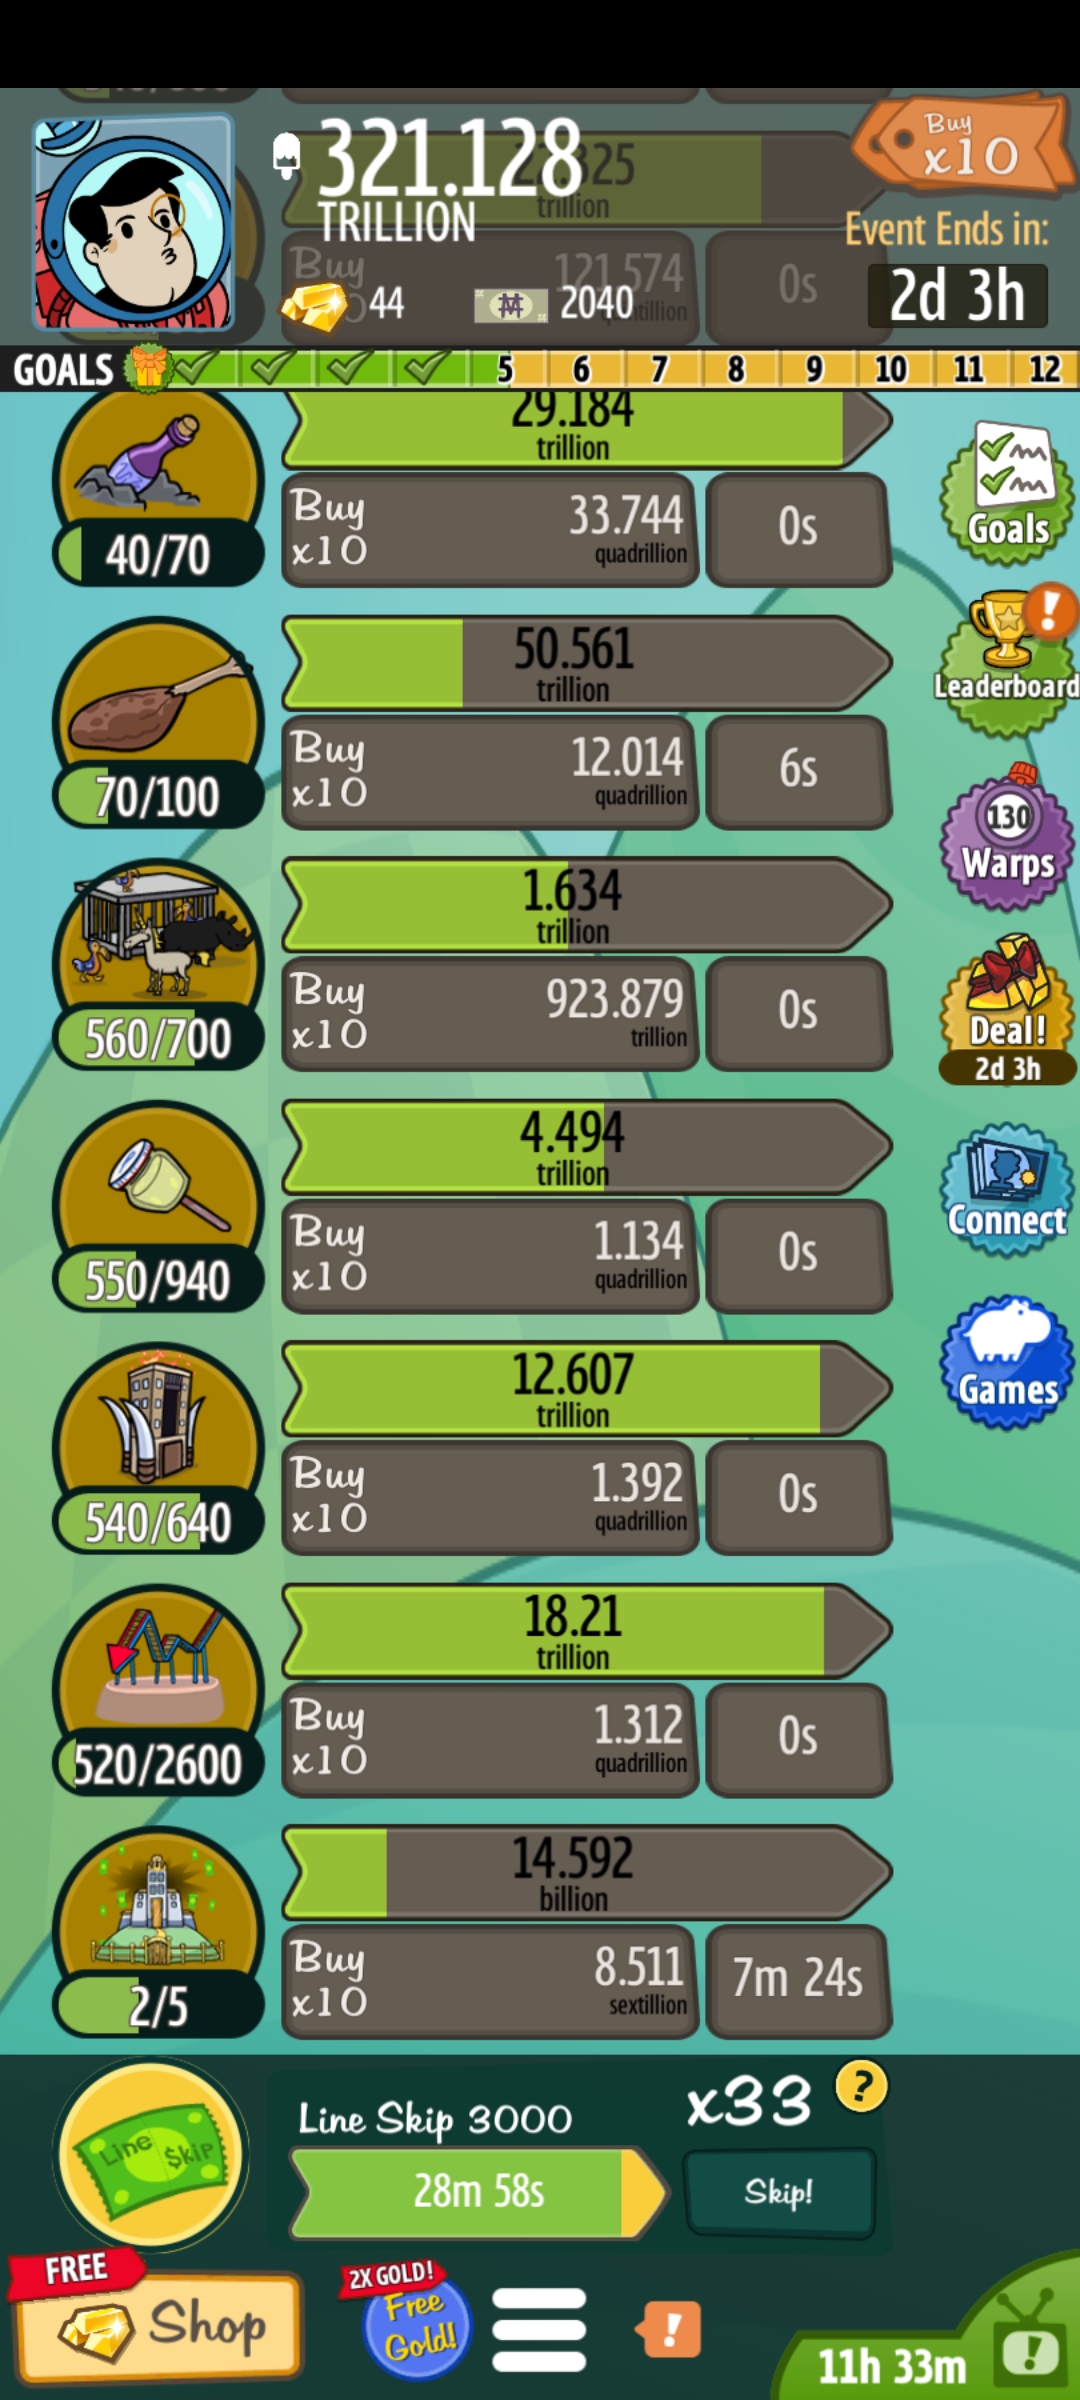 321.128
TRILLION
trillion
Buy
x10
Event Ends in:
2d 3h
Buy
121.574
0s
44
2040
GOALS 5 6 7 8 9 10 11 12
29.184
trillion
Buy
x10
33.744
quadrillion
0s
40/70
Goals
50.561
trillion
Buy
x10
12.014
quadrillion
6s
70/100
Leaderboard
1.634
trillion
Buy
x10
923.879
trillion
0s
560/700
130
Warps
Deal!
2d 3h
4.494
trillion
Buy
x10
1.134
quadrillion
0s
550/940
Connect
12.607
trillion
Buy
x10
1.392
quadrillion
0s
540/640
Games
18.21
trillion
Buy
x10
1.312
quadrillion
0s
520/2600
14.592
billion
Buy
x10
8.511
sextillion
7m 24s
2/5
Line $kip
Line Skip 3000
x33
?
28m 58s
Skip!
FREE
Shop
2X GOLD!
Free
Gold!
!
11h 33m